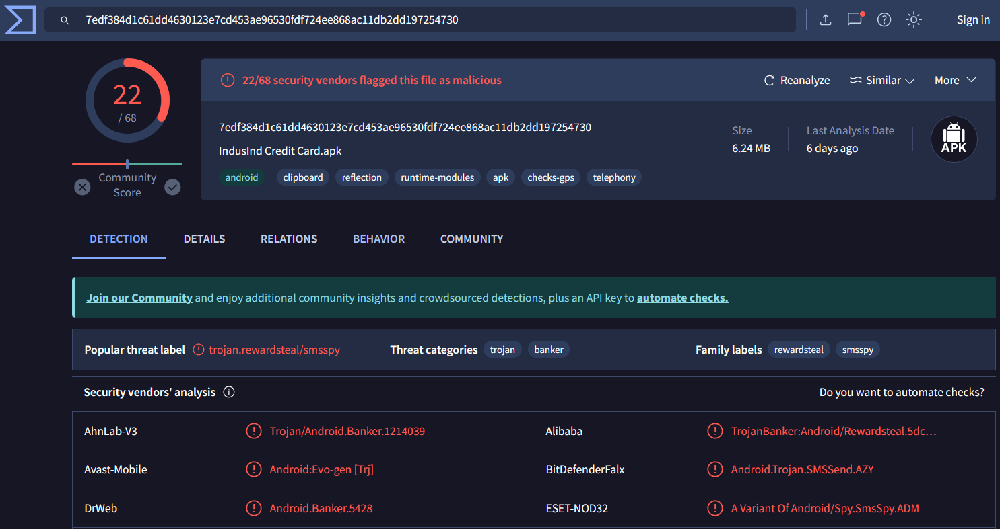 7edf384d1c61dd4630123e7cd453ae96530fdf724ee868ac11db2dd197254730
Sign in
22
/ 68
Community
Score
22/68 security vendors flagged this file as malicious
Reanalyze
Similar
More
7edf384d1c61dd4630123e7cd453ae96530fdf724ee868ac11db2dd197254730
IndusInd Credit Card.apk
android clipboard reflection runtime-modules apk checks-gps telephony
Size
6.24 MB
Last Analysis Date
6 days ago
APK
DETECTION DETAILS RELATIONS BEHAVIOR COMMUNITY
Join our Community and enjoy additional community insights and crowdsourced detections, plus an API key to automate checks.
Popular threat label trojan.rewardsteal/smsspy Threat categories trojan banker Family labels rewardsteal smsspy
Security vendors' analysis Do you want to automate checks?
AhnLab-V3 Trojan/Android.Banker.1214039 Alibaba TrojanBanker:Android/Rewardsteal.5dc…
Avast-Mobile Android:Evo-gen [Trj] BitDefenderFalx Android.Trojan.SMSSend.AZY
DrWeb Android.Banker.5428 ESET-NOD32 A Variant Of Android/Spy.SmsSpy.ADM